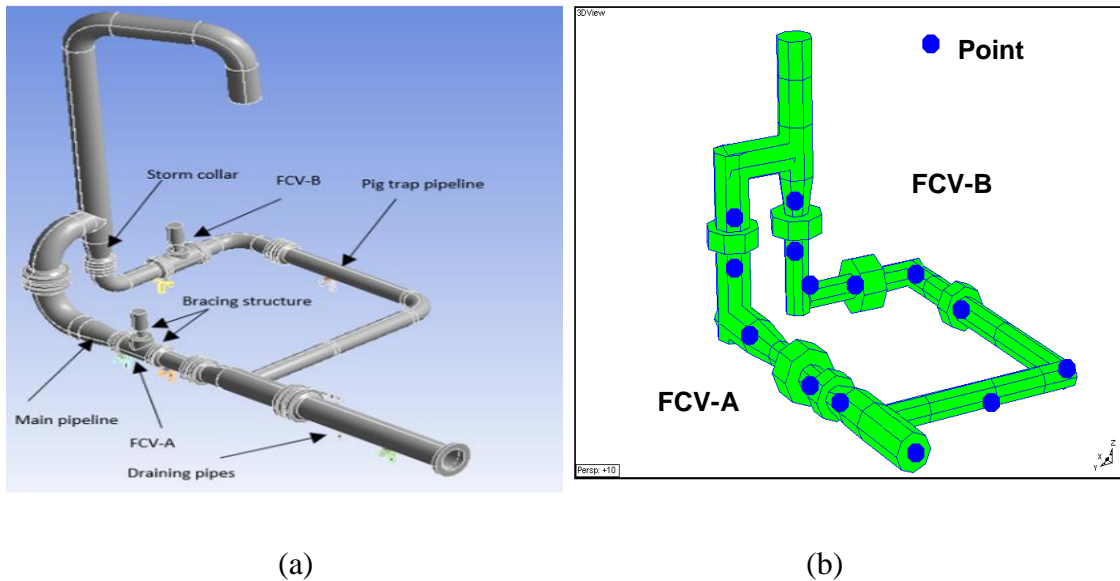 Storm collar
FCV-B
Pig trap pipeline
Bracing structure
Main pipeline
FCV-A
Draining pipes
(a)
3DView
Point
FCV-B
FCV-A
Persp: +10
Z
X
Y
(b)